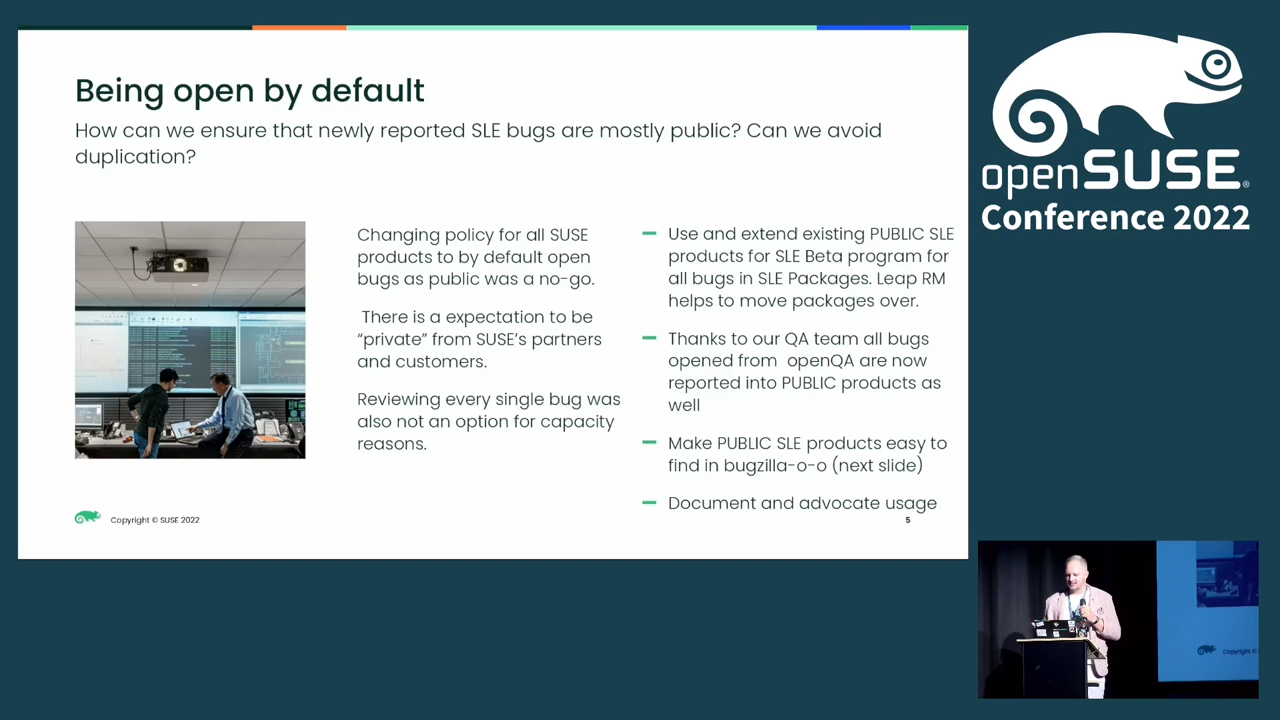 Being open by default
How can we ensure that newly reported SLE bugs are mostly public? Can we avoid
duplication?
Changing policy for all SUSE
products to by default open
bugs as public was a no-go.
There is a expectation to be
“private” from SUSE’s partners
and customers.
Reviewing every single bug was
also not an option for capacity
reasons.
Use and extend existing PUBLIC SLE
products for SLE Beta program for
all bugs in SLE Packages. Leap RM
helps to move packages over.
Thanks to our QA team all bugs
opened from openQA are now
reported into PUBLIC products as
well
Make PUBLIC SLE products easy to
find in bugzilla-o-o (next slide)
Document and advocate usage
Copyright © SUSE 2022
5
openSUSE®
Conference 2022
Copyright ©